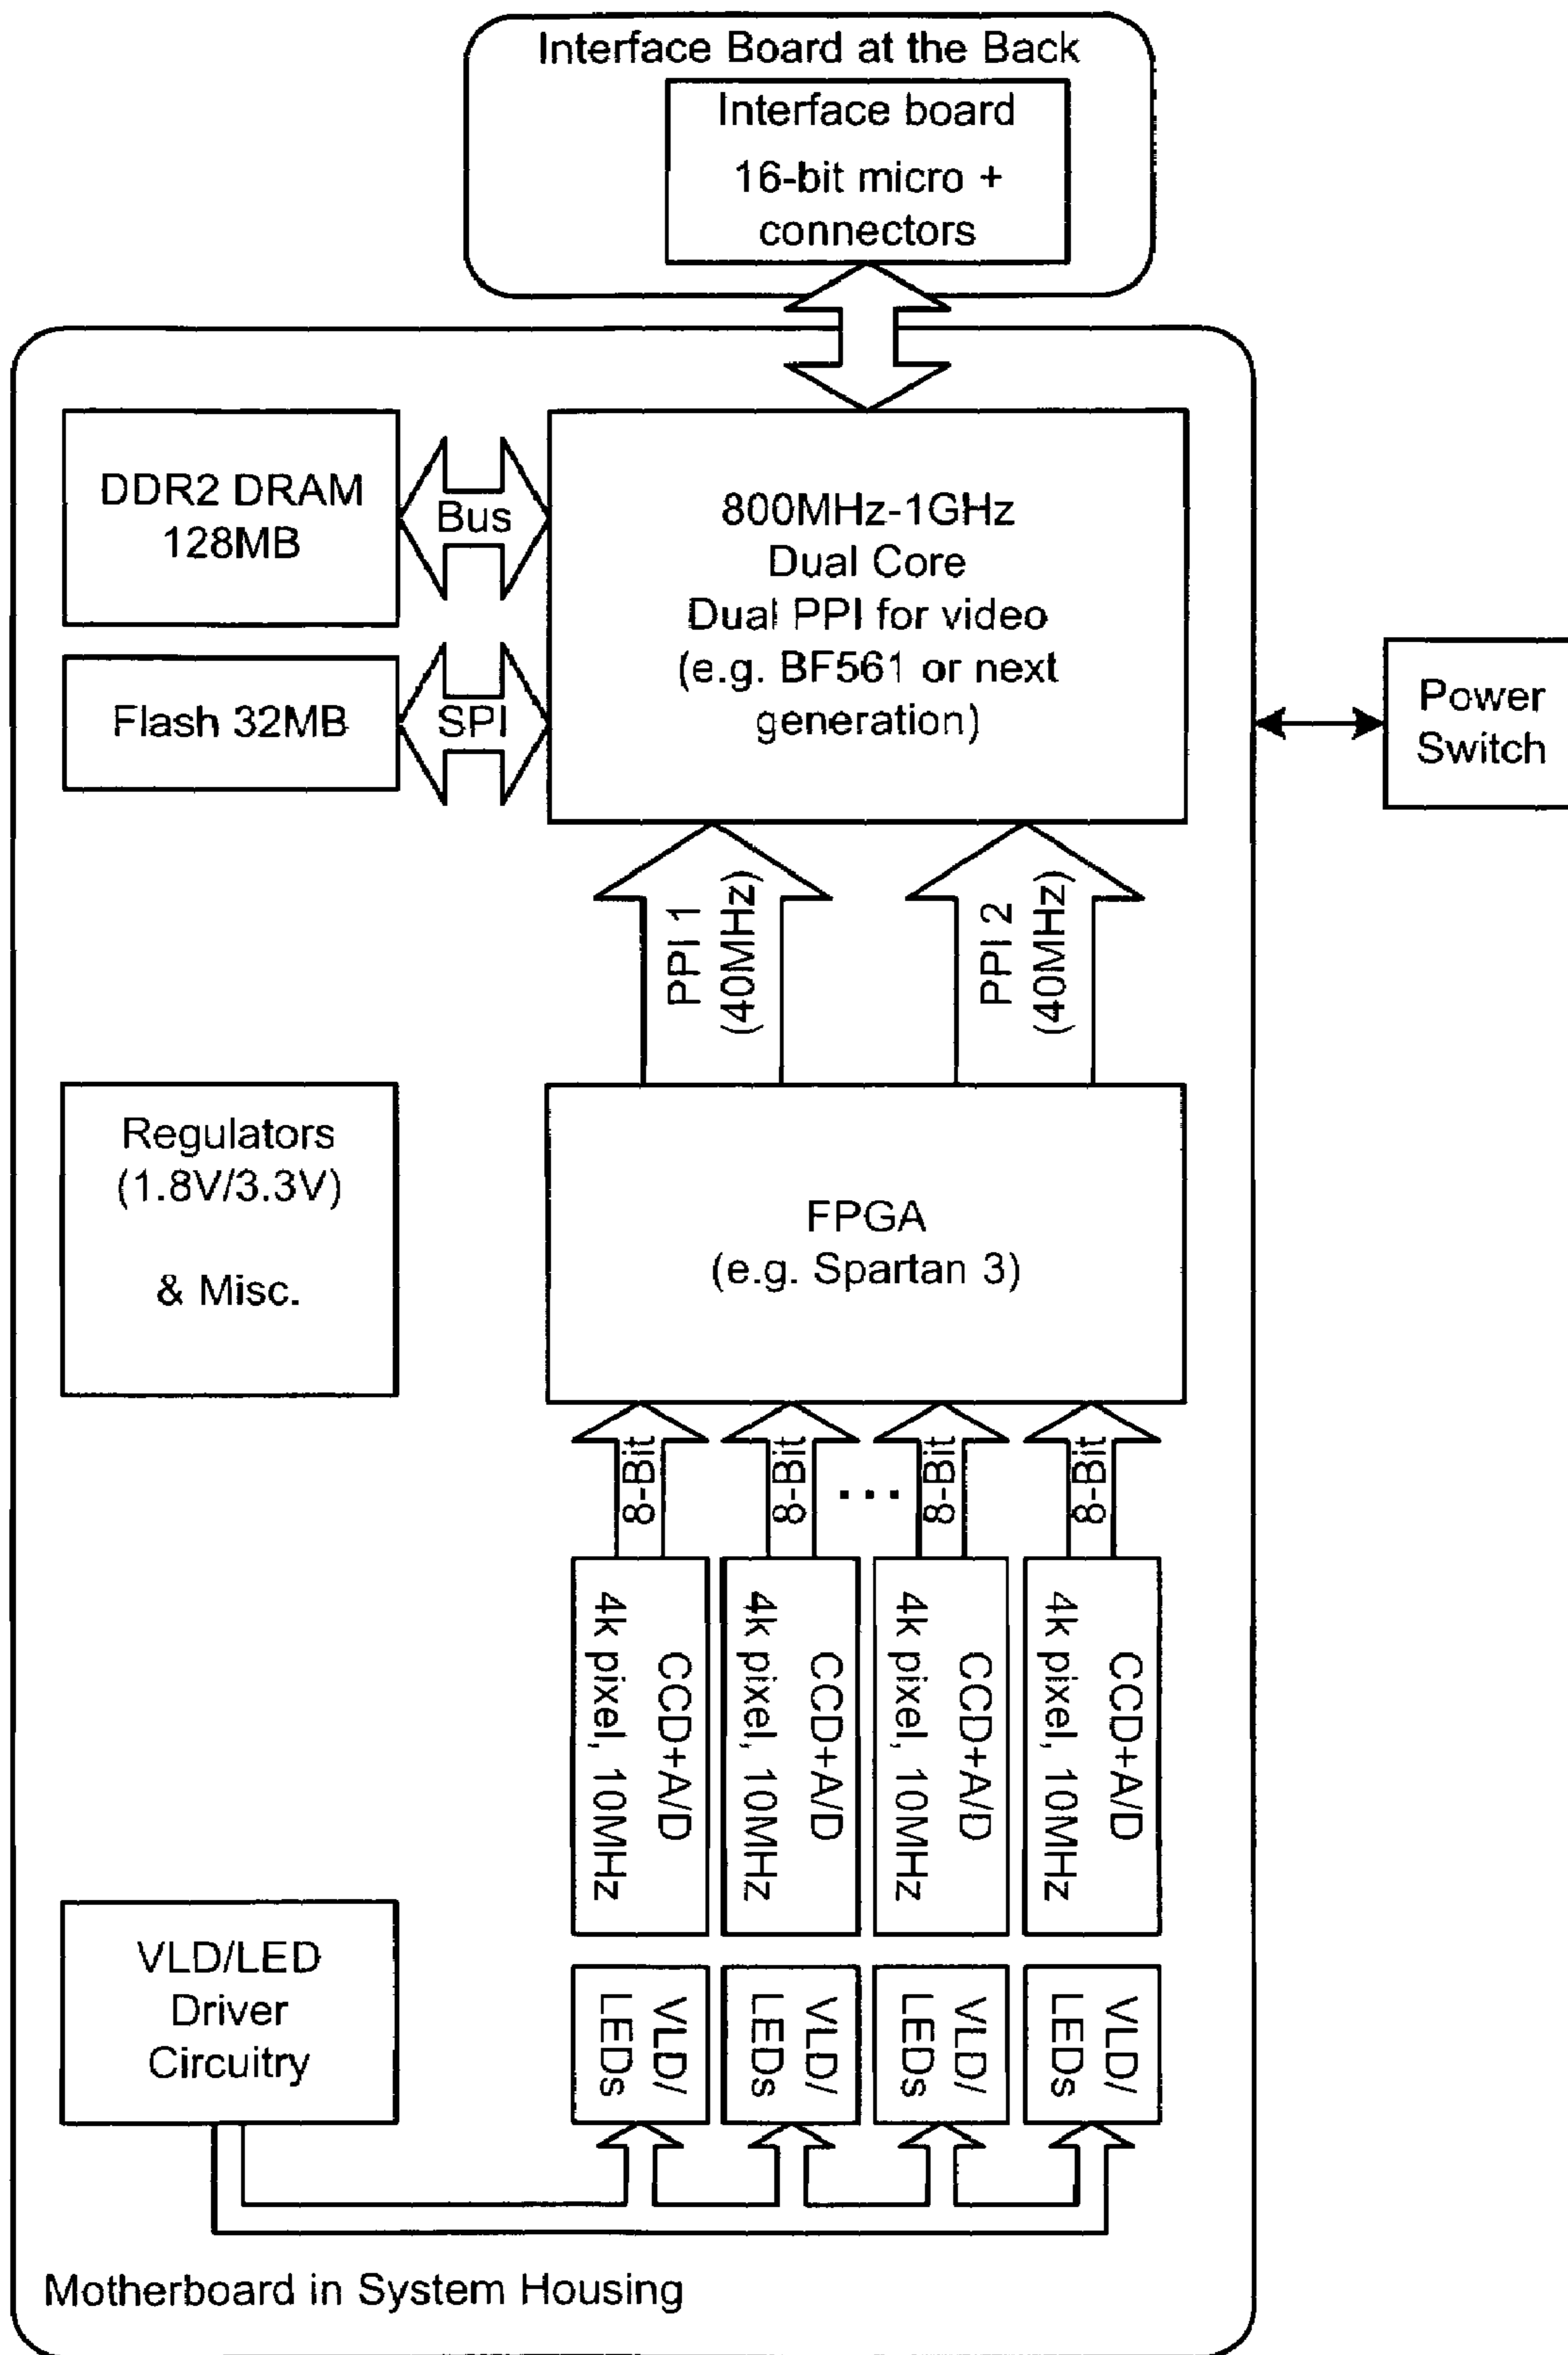 Interface Board at the Back
Interface board
16-bit micro +
connectors
DDR2 DRAM
128MB
Bus
800MHz-1GHz
Dual Core
Dual PPI for video
(e.g. BF561 or next
generation)
Flash 32MB
SPI
Power
Switch
PPI 1
(40MHz)
PPI 2
(40MHz)
Regulators
(1.8V/3.3V)
& Misc.
FPGA
(e.g. Spartan 3)
8-Bit
8-Bit
...
8-Bit
8-Bit
CCD+A/D
4k pixel, 10MHz
CCD+A/D
4k pixel, 10MHz
CCD+A/D
4k pixel, 10MHz
CCD+A/D
4k pixel, 10MHz
VLD/LED
Driver
Circuitry
VLD/
LEDs
VLD/
LEDs
VLD/
LEDs
VLD/
LEDs
Motherboard in System Housing